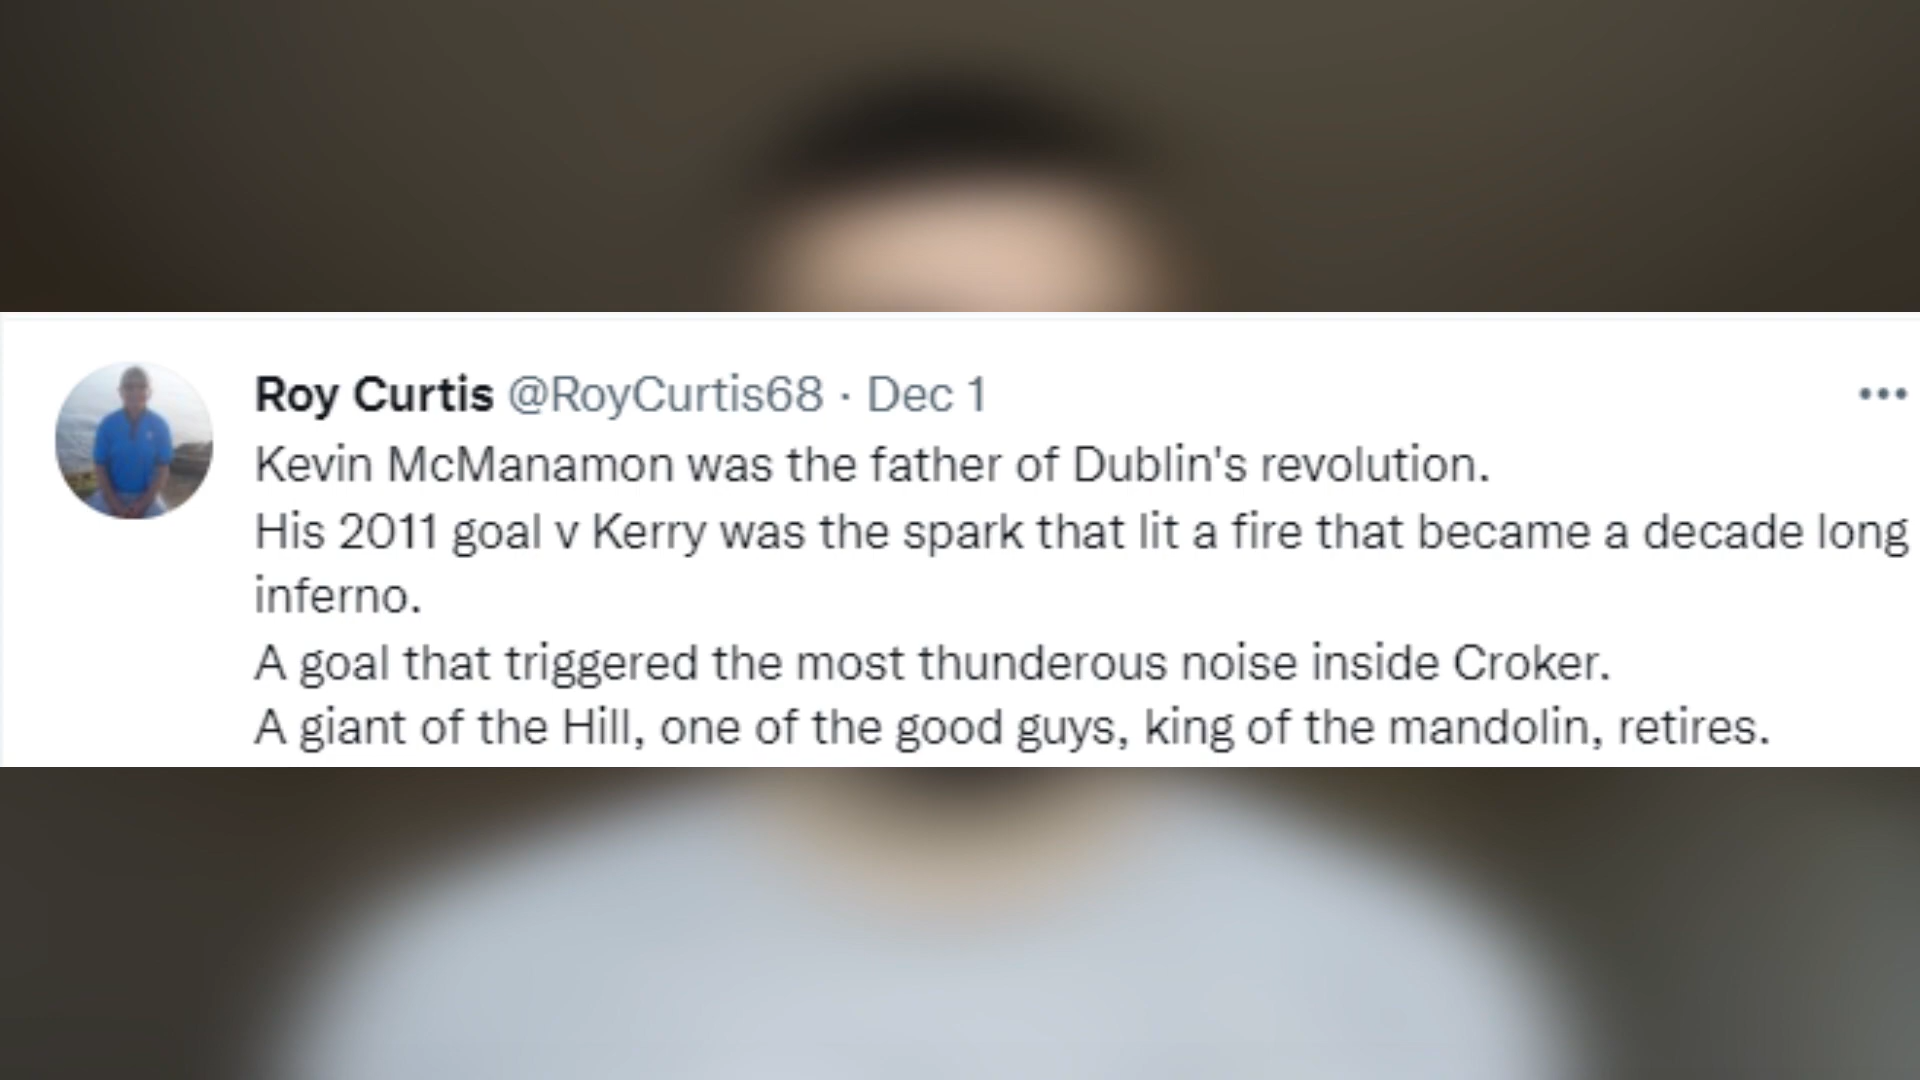 Roy Curtis @RoyCurtis68 · Dec 1
Kevin McManamon was the father of Dublin's revolution.
His 2011 goal v Kerry was the spark that lit a fire that became a decade long
inferno.
A goal that triggered the most thunderous noise inside Croker.
A giant of the Hill, one of the good guys, king of the mandolin, retires.